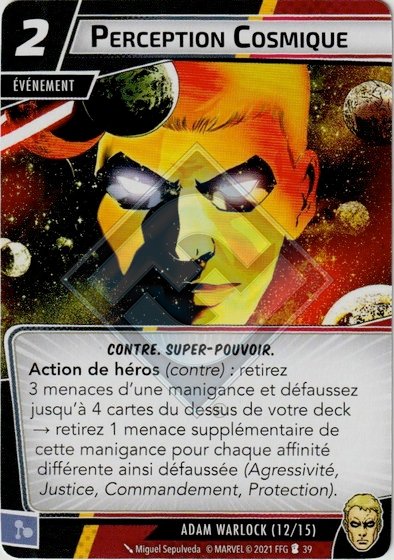 2
PERCEPTION COSMIQUE
ÉVÉNEMENT
CONTRE. SUPER-POUVOIR.
Action de héros (contre) : retirez
3 menaces d'une manigance et défaussez
jusqu'à 4 cartes du dessus de votre deck
→ retirez 1 menace supplémentaire de
cette manigance pour chaque affinité
différente ainsi défaussée (Agressivité,
Justice, Commandement, Protection).
ADAM WARLOCK (12/15)
Miguel Sepulveda © MARVEL © 2021 FFG 39